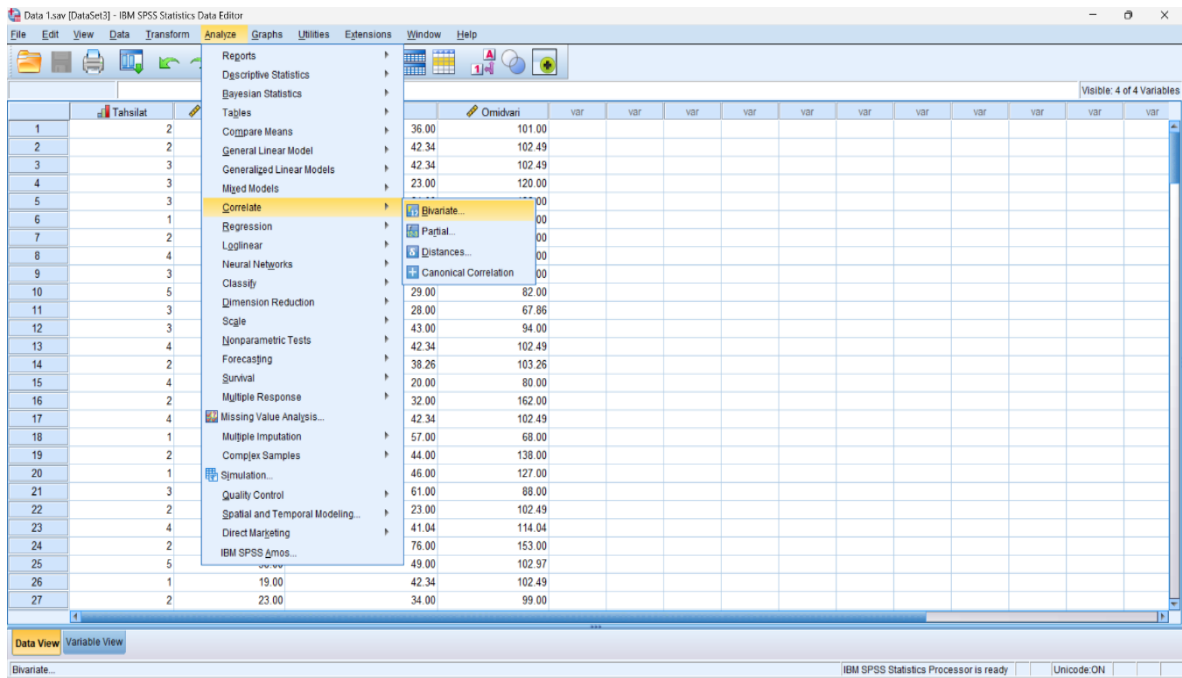 Data 1.sav [DataSet3] - IBM SPSS Statistics Data Editor
File Edit View Data Transform Analyze Graphs Utilities Extensions Window Help
Visible: 4 of 4 Variables
Reports
Descriptive Statistics
Bayesian Statistics
Tables
Compare Means
General Linear Model
Generalized Linear Models
Mixed Models
Correlate
Regression
Loglinear
Neural Networks
Classify
Dimension Reduction
Scale
Nonparametric Tests
Forecasting
Survival
Multiple Response
Missing Value Analysis...
Multiple Imputation
Complex Samples
Simulation...
Quality Control
Spatial and Temporal Modeling...
Direct Marketing
IBM SPSS Amos...
Bivariate...
Partial...
Distances...
Canonical Correlation
Tahsilat Omidvari var var var var var var var var var
1 2 36.00 101.00
2 2 42.34 102.49
3 3 42.34 102.49
4 3 23.00 120.00
5 3 00
6 1 00
7 2 00
8 4 00
9 3 00
10 5 29.00 82.00
11 3 28.00 67.86
12 3 43.00 94.00
13 4 42.34 102.49
14 2 38.26 103.26
15 4 20.00 80.00
16 2 32.00 162.00
17 4 42.34 102.49
18 1 57.00 68.00
19 2 44.00 138.00
20 1 46.00 127.00
21 3 61.00 88.00
22 2 23.00 102.49
23 4 41.04 114.04
24 2 76.00 153.00
25 5 49.00 102.97
26 1 19.00 42.34 102.49
27 2 23.00 34.00 99.00
Data View Variable View
Bivariate... IBM SPSS Statistics Processor is ready Unicode:ON